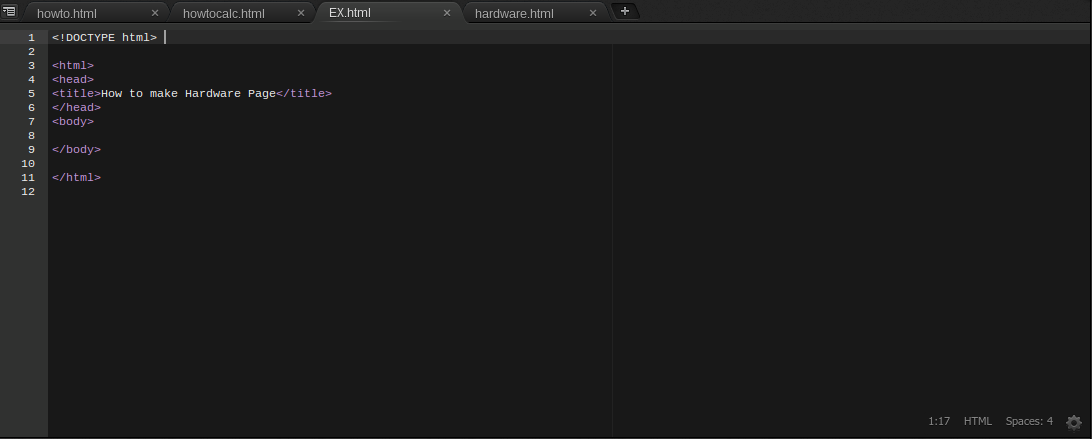 howto.html × howtocalc.html × EX.html × hardware.html × +
1 <!DOCTYPE html>
2
3 <html>
4 <head>
5 <title>How to make Hardware Page</title>
6 </head>
7 <body>
8
9 </body>
10
11 </html>
12
1:17 HTML Spaces: 4